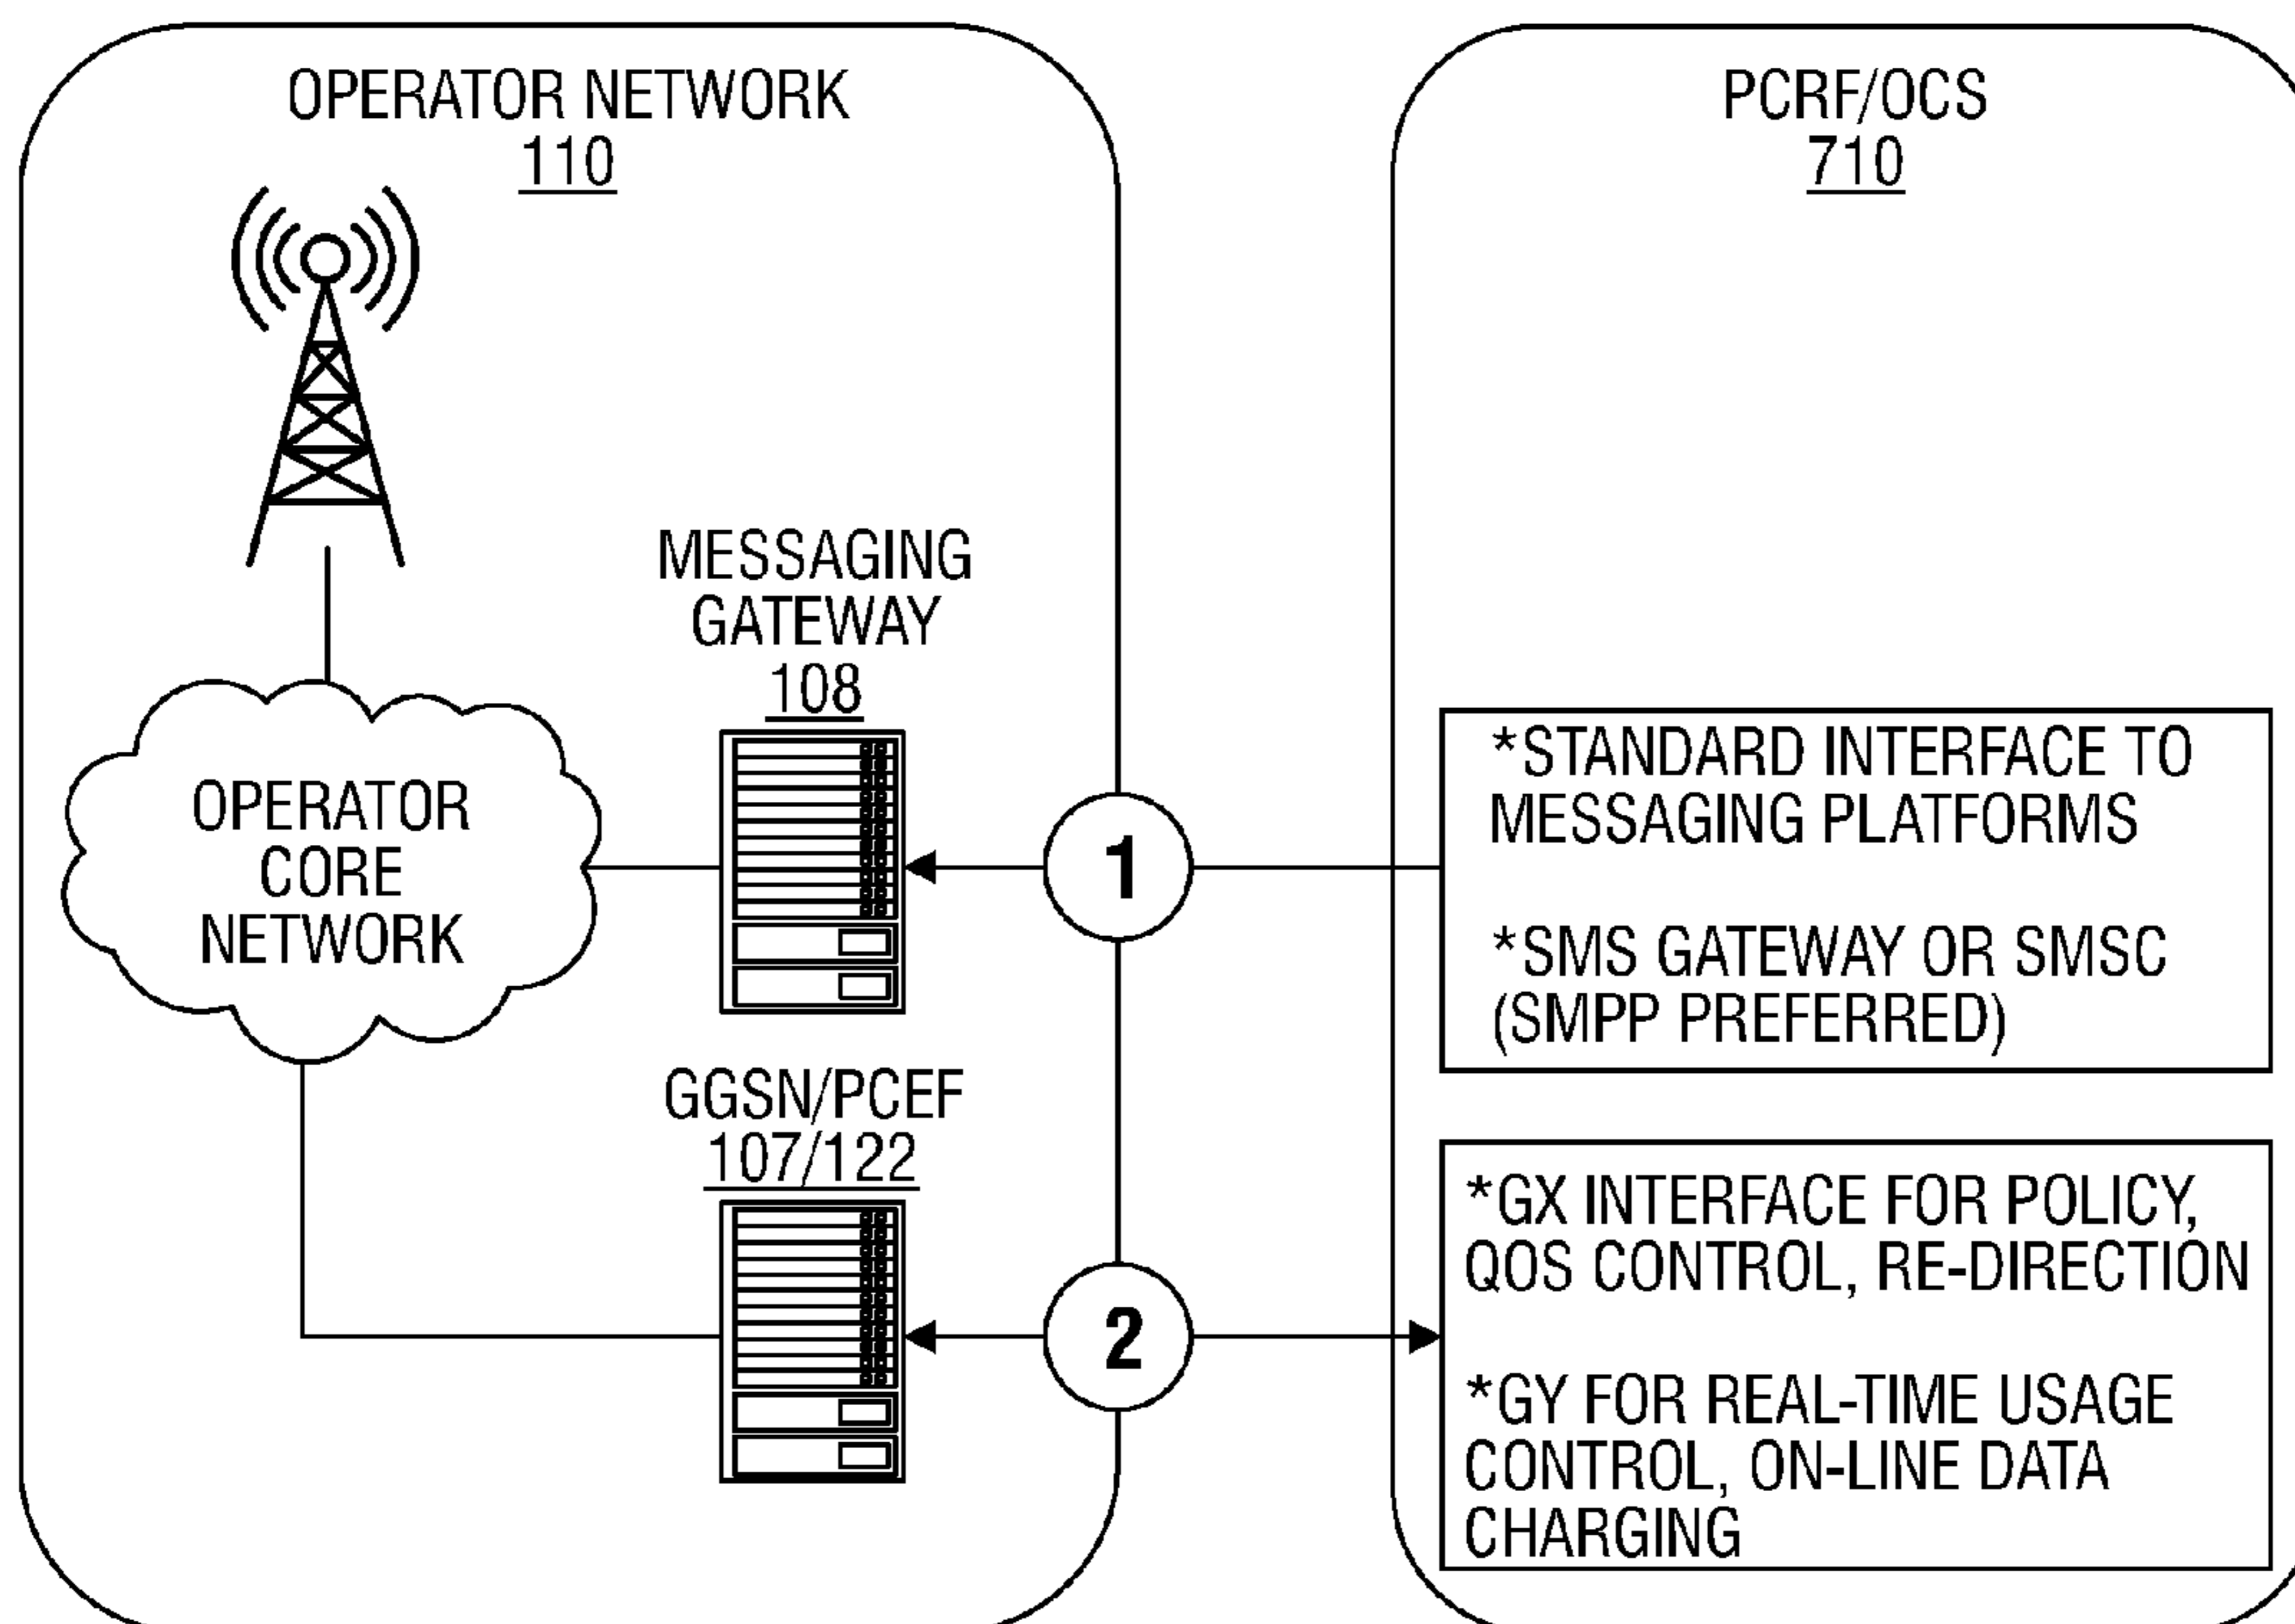 OPERATOR NETWORK
110
PCRF/OCS
710
MESSAGING
GATEWAY
108
OPERATOR
CORE
NETWORK
1
*STANDARD INTERFACE TO
MESSAGING PLATFORMS
*SMS GATEWAY OR SMSC
(SMPP PREFERRED)
GGSN/PCEF
107/122
2
*GX INTERFACE FOR POLICY,
QOS CONTROL, RE-DIRECTION
*GY FOR REAL-TIME USAGE
CONTROL, ON-LINE DATA
CHARGING